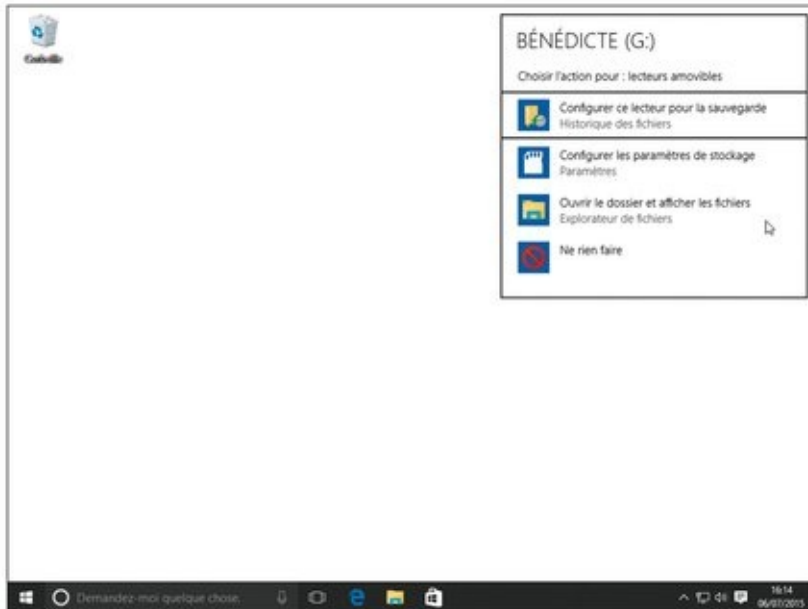 Corbeille
BÉNÉDICTE (G:)
Choisir l'action pour : lecteurs amovibles
Configurer ce lecteur pour la sauvegarde
Historique des fichiers
Configurer les paramètres de stockage
Paramètres
Ouvrir le dossier et afficher les fichiers
Explorateur de fichiers
Ne rien faire
Demandez-moi quelque chose.
16:14
06/07/2015